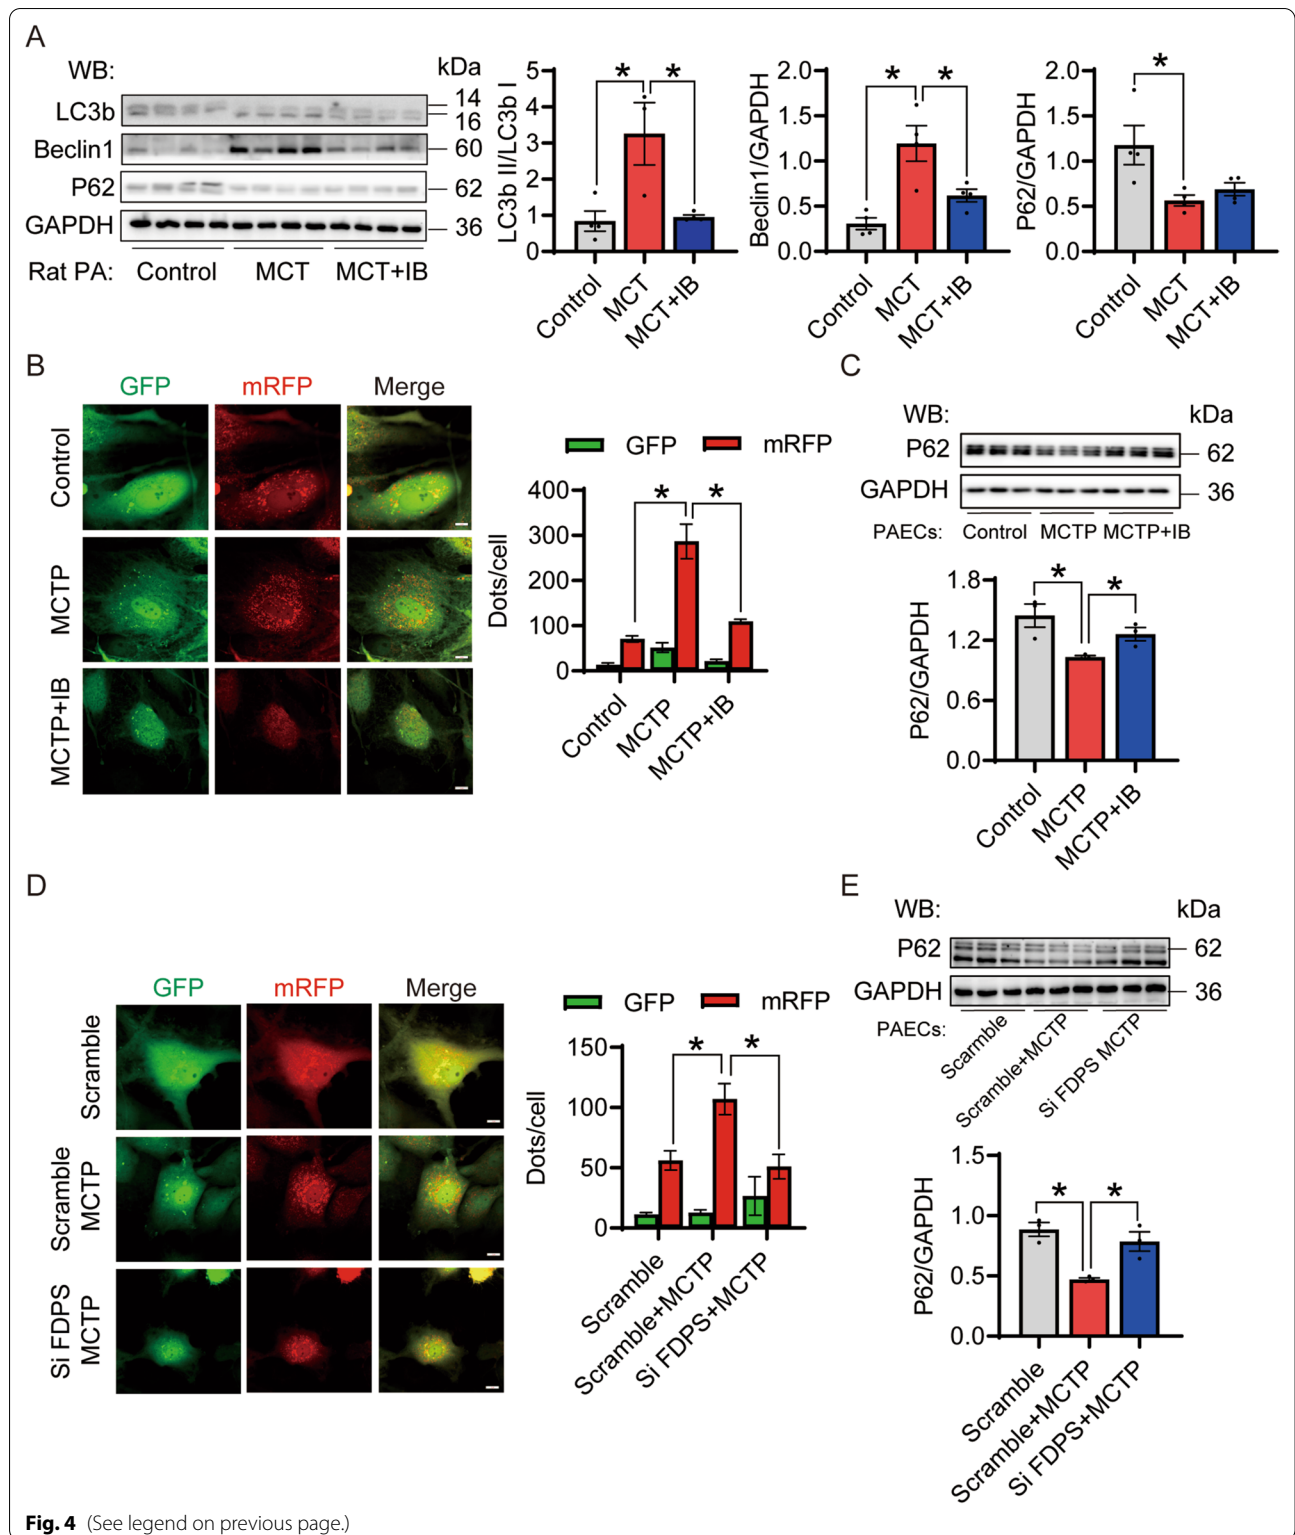 A
WB:
kDa
LC3b
14
16
Beclin1
60
P62
62
GAPDH
36
Rat PA: Control MCT MCT+IB
LC3b II/LC3b I
5
4
3
2
1
0
* *
Control
MCT
MCT+IB
Beclin1/GAPDH
2.0
1.5
1.0
0.5
0.0
* *
Control
MCT
MCT+IB
P62/GAPDH
2.0
1.5
1.0
0.5
0.0
*
Control
MCT
MCT+IB
B
GFP mRFP Merge
Control
MCTP
MCTP+IB
GFP mRFP
Dots/cell
400
300
200
100
0
* *
Control
MCTP
MCTP+IB
C
WB:
kDa
P62
62
GAPDH
36
PAECs: Control MCTP MCTP+IB
P62/GAPDH
1.8
1.2
0.6
0.0
* *
Control
MCTP
MCTP+IB
D
GFP mRFP Merge
Scramble
Scramble
MCTP
Si FDPS
MCTP
GFP mRFP
Dots/cell
150
100
50
0
* *
Scramble
Scramble+MCTP
Si FDPS+MCTP
E
WB:
kDa
P62
62
GAPDH
36
PAECs:
Scarmble
Scramble+MCTP
Si FDPS MCTP
P62/GAPDH
1.5
1.0
0.5
0.0
* *
Scramble
Scramble+MCTP
Si FDPS+MCTP
Fig. 4 (See legend on previous page.)